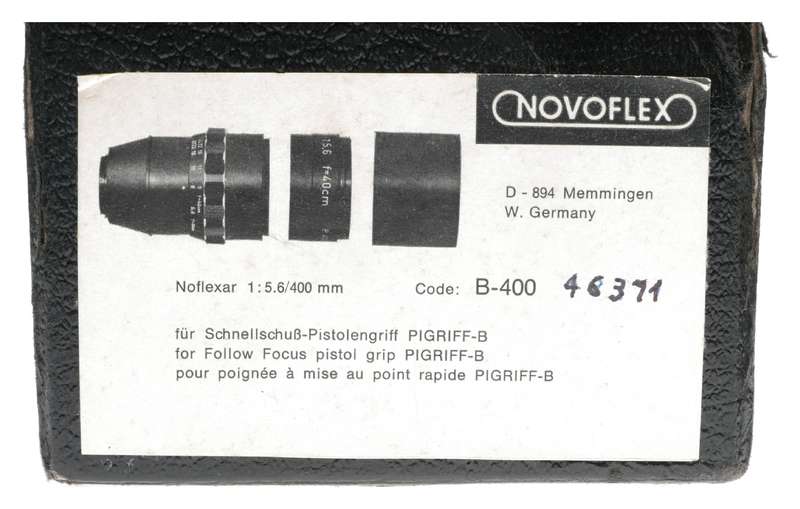 NOVOFLEX
1:5,6 f=40cm
D - 894 Memmingen
W. Germany
Noflexar 1:5.6/400 mm Code: B-400 46371
für Schnellschuß-Pistolengriff PIGRIFF-B
for Follow Focus pistol grip PIGRIFF-B
pour poignée à mise au point rapide PIGRIFF-B